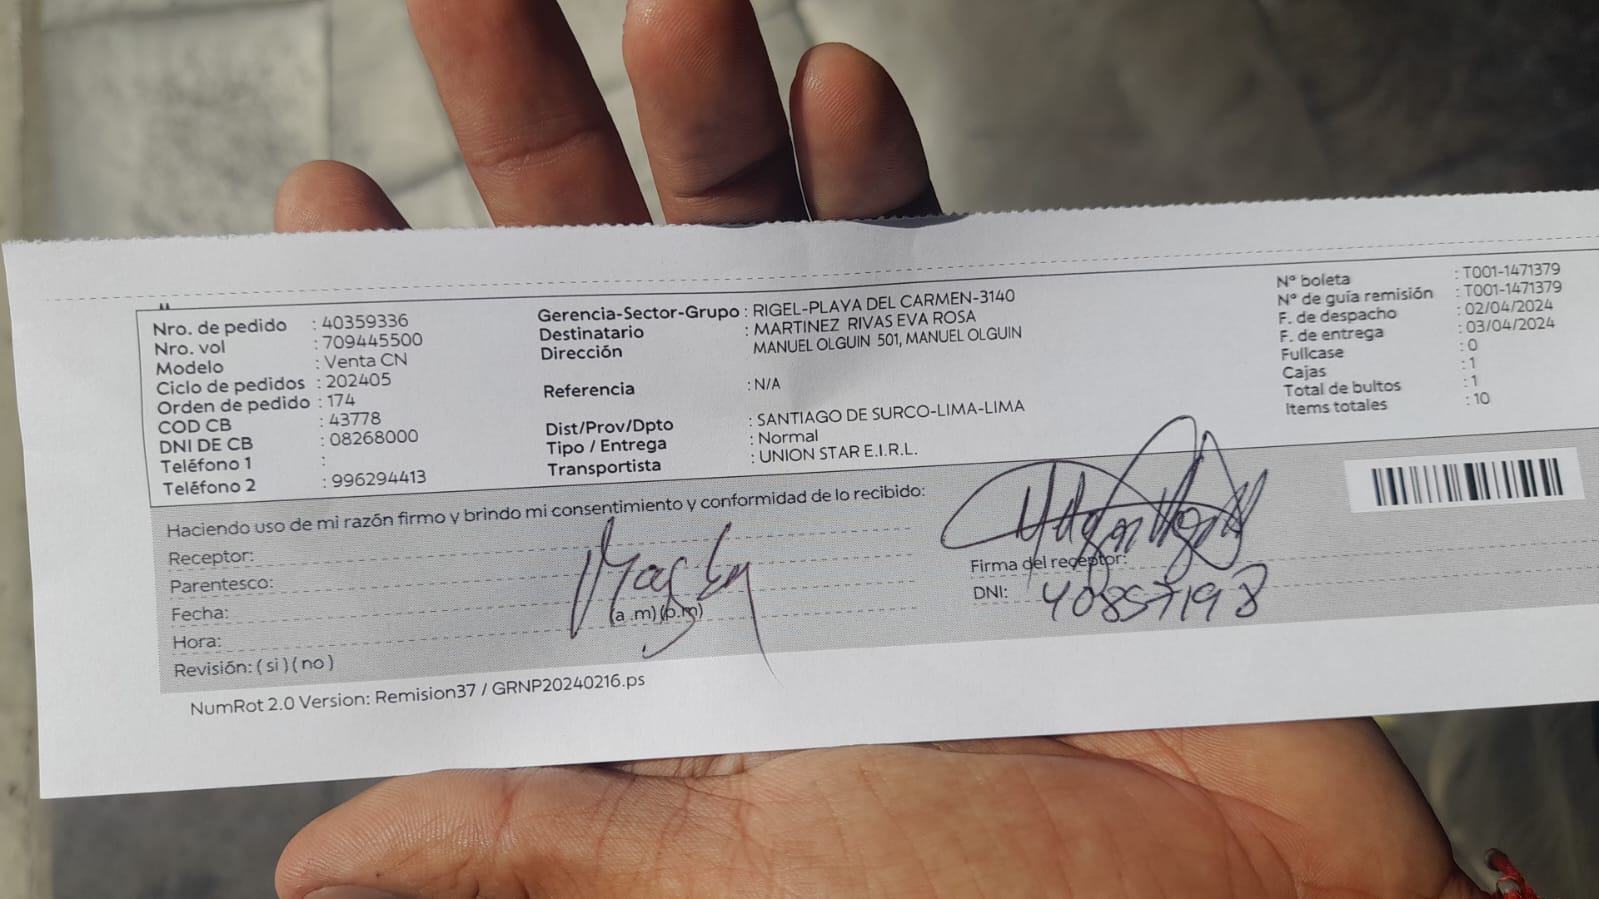 Nro. de pedido : 40359336
Nro. vol : 709445500
Modelo : Venta CN
Ciclo de pedidos : 202405
Orden de pedido : 174
COD CB : 43778
DNI DE CB : 08268000
Teléfono 1 :
Teléfono 2 : 996294413
Gerencia-Sector-Grupo : RIGEL-PLAYA DEL CARMEN-3140
Destinatario : MARTINEZ RIVAS EVA ROSA
Dirección MANUEL OLGUIN 501, MANUEL OLGUIN
Referencia : N/A
Dist/Prov/Dpto : SANTIAGO DE SURCO-LIMA-LIMA
Tipo / Entrega : Normal
Transportista : UNION STAR E.I.R.L.
N° boleta : T001-1471379
N° de guía remisión : T001-1471379
F. de despacho : 02/04/2024
F. de entrega : 03/04/2024
Fullcase : 0
Cajas : 1
Total de bultos : 1
Items totales : 10
Haciendo uso de mi razón firmo y brindo mi consentimiento y conformidad de lo recibido:
Receptor:
Parentesco:
Fecha:
Hora: (a .m) (p.m)
Revisión: ( si ) ( no )
Firma del receptor:
DNI: 40857198
NumRot 2.0 Version: Remision37 / GRNP20240216.ps